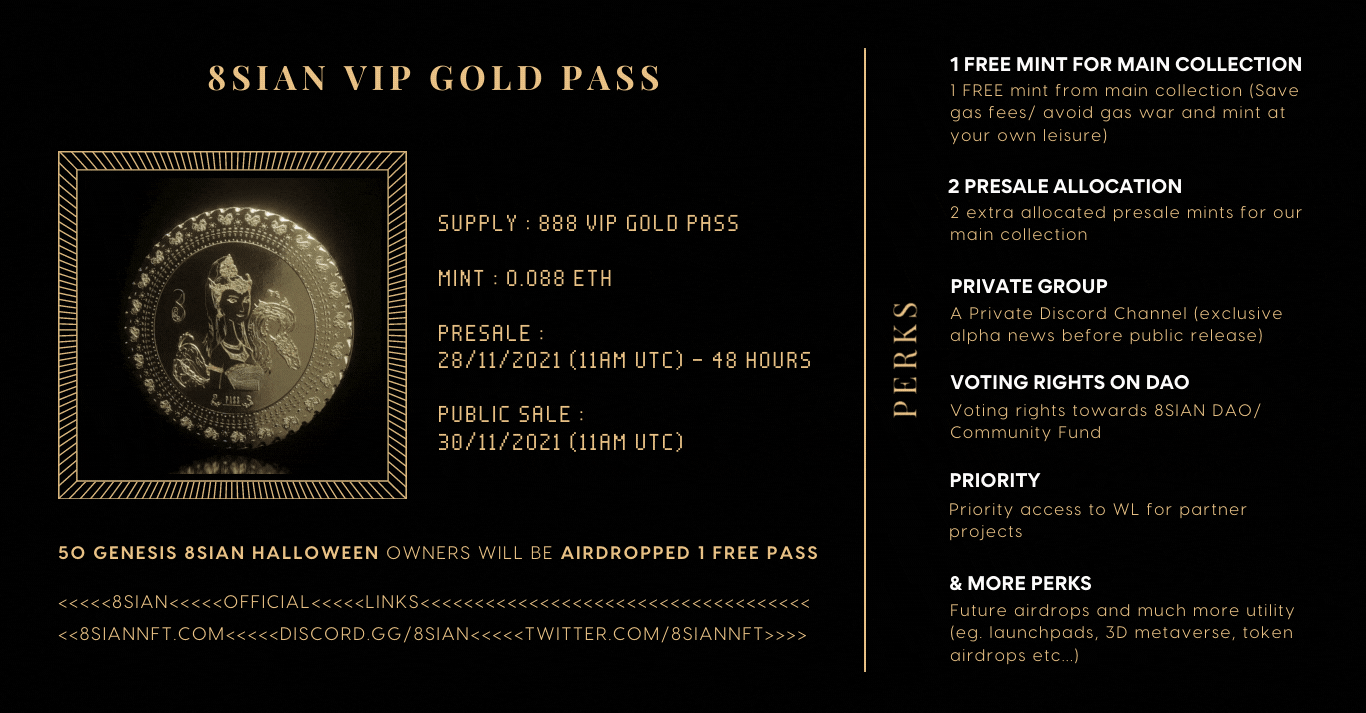 8SIAN VIP GOLD PASS
SUPPLY : 888 VIP GOLD PASS
MINT : 0.088 ETH
PRESALE :
28/11/2021 (11AM UTC) - 48 HOURS
PUBLIC SALE :
30/11/2021 (11AM UTC)
50 GENESIS 8SIAN HALLOWEEN OWNERS WILL BE AIRDROPPED 1 FREE PASS
<<<<<8SIAN<<<<<OFFICIAL<<<<<LINKS<<<<<<<<<<<<<<<<<<<<<<<<<<<<<<<<<<<<
<<8SIANNFT.COM<<<<<DISCORD.GG/8SIAN<<<<<TWITTER.COM/8SIANNFT>>>>
PERKS
1 FREE MINT FOR MAIN COLLECTION
1 FREE mint from main collection (Save
gas fees/ avoid gas war and mint at
your own leisure)
2 PRESALE ALLOCATION
2 extra allocated presale mints for our
main collection
PRIVATE GROUP
A Private Discord Channel (exclusive
alpha news before public release)
VOTING RIGHTS ON DAO
Voting rights towards 8SIAN DAO/
Community Fund
PRIORITY
Priority access to WL for partner
projects
& MORE PERKS
Future airdrops and much more utility
(eg. launchpads, 3D metaverse, token
airdrops etc...)